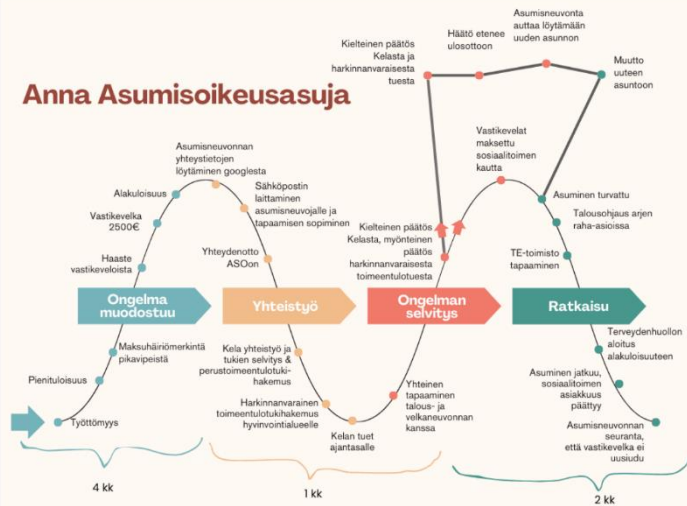 Anna Asumisoikeusasuja
Kielteinen päätös
Kelasta ja
harkinnanvaraisesta
tuesta
Häätö etenee
ulosottoon
Asumisneuvonta
auttaa löytämään
uuden asunnon
Muutto
uuteen
asuntoon
Asumisneuvonnan
yhteystietojen
löytäminen googlesta
Alakuloisuus
Vastikevelka
2500€
Haaste
vastikeveloista
Sähköpostin
laittaminen
asumisneuvojalle ja
tapaamisen sopiminen
Yhteydenotto
ASOon
Vastikevelat
maksettu
sosiaalitoimen
kautta
Kielteinen päätös
Kelasta, myönteinen
päätös
harkinnanvaraisesta
toimeentulotuesta
Asuminen turvattu
Talousohjaus arjen
raha-asioissa
TE-toimisto
tapaaminen
Ongelma
muodostuu
Yhteistyö
Ongelman
selvitys
Ratkaisu
Maksuhäiriömerkintä
pikavipeistä
Pienituloisuus
Työttömyys
Kela yhteistyö ja
tukien selvitys &
perustoimeentulotuki-
hakemus
Harkinnanvarainen
toimeentulotukihakemus
hyvinvointialueelle
Kelan tuet
ajantasalle
Yhteinen
tapaaminen
talous- ja
velkaneuvonnan
kanssa
Terveydenhuollon
aloitus
alakuloisuuteen
Asuminen jatkuu,
sosiaalitoimen
asiakkuus
päättyy
Asumisneuvonnan
seuranta,
että vastikevelka ei
uusiudu
4 kk
1 kk
2 kk